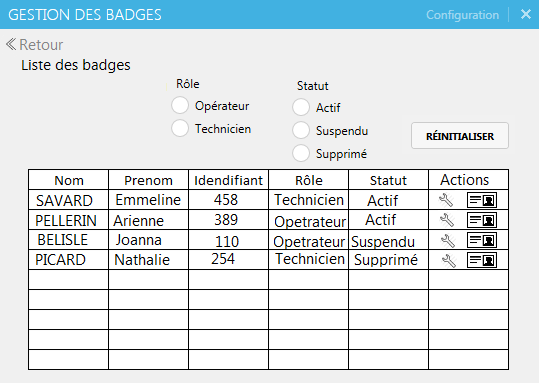 GESTION DES BADGES Configuration ×
« Retour
Liste des badges
Rôle Statut
Opérateur Actif
Technicien Suspendu RÉINITIALISER
Supprimé
Nom Prenom Idendifiant Rôle Statut Actions
SAVARD Emmeline 458 Technicien Actif
PELLERIN Arienne 389 Opetrateur Actif
BELISLE Joanna 110 Opetrateur Suspendu
PICARD Nathalie 254 Technicien Supprimé